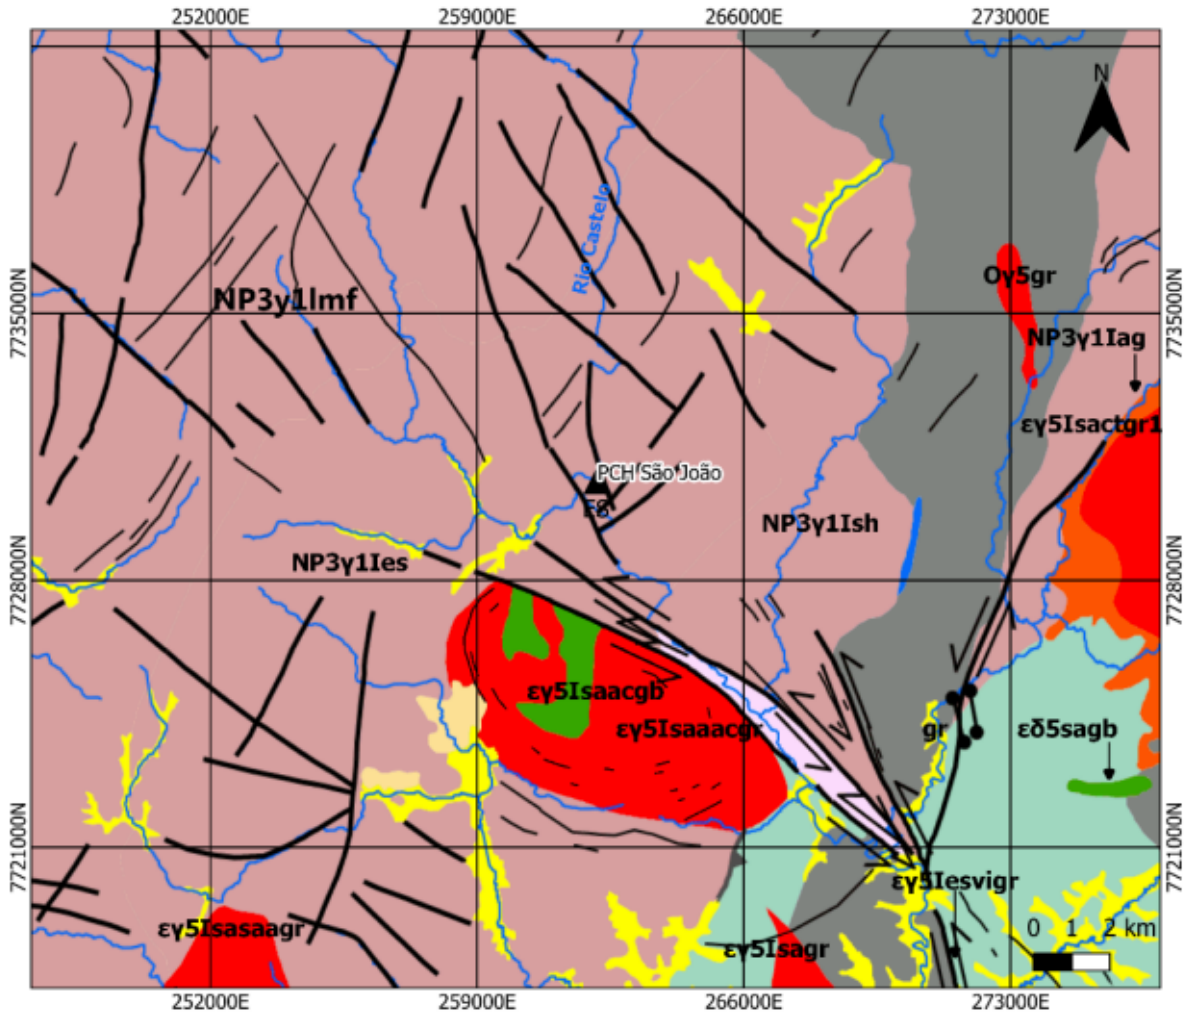 252000E 259000E 266000E 273000E
N
Rio Castelo
Oγ5gr
NP3γ1Imf
7735000N 7735000N
NP3γ1Iag
εγ5Isactgr1
PCH São João
ES
NP3γ1Ish
NP3γ1Ies
7728000N 7728000N
εγ5Isaacgb
εγ5Isaaacgr
gr
εδ5sagb
7721000N 7721000N
εγ5Iesvigr
εγ5Isasaagr
εγ5Isagr
0 1 2 km
252000E 259000E 266000E 273000E